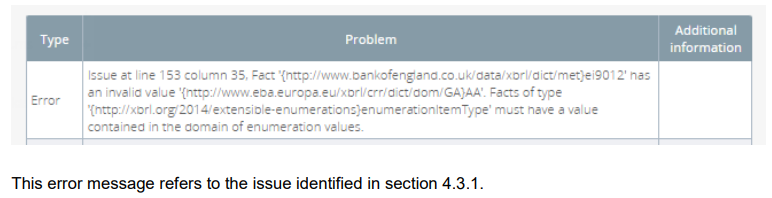 Type
Problem
Additional
information
Error
Issue at line 153 column 35, Fact '{http://www.bankofengland.co.uk/data/xbrl/dict/met}ei9012' has
an invalid value '{http://www.eba.europa.eu/xbrl/crr/dict/dom/GA}AA'. Facts of type
'{http://xbrl.org/2014/extensible-enumerations}enumerationItemType' must have a value
contained in the domain of enumeration values.
This error message refers to the issue identified in section 4.3.1.